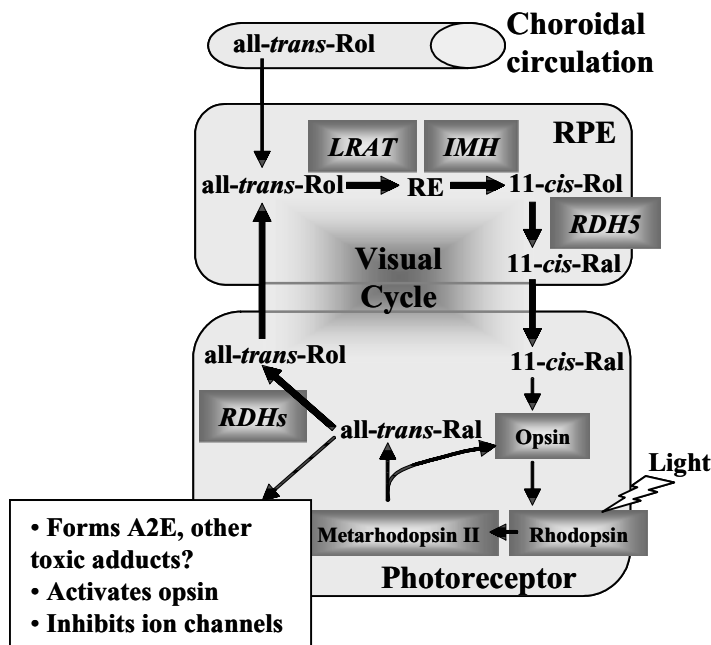 all-trans-Rol
Choroidal
circulation
RPE
LRAT
IMH
all-trans-Rol
RE
11-cis-Rol
RDH5
11-cis-Ral
Visual
Cycle
all-trans-Rol
11-cis-Ral
RDHs
all-trans-Ral
Opsin
Light
Metarhodopsin II
Rhodopsin
Photoreceptor
• Forms A2E, other
toxic adducts?
• Activates opsin
• Inhibits ion channels